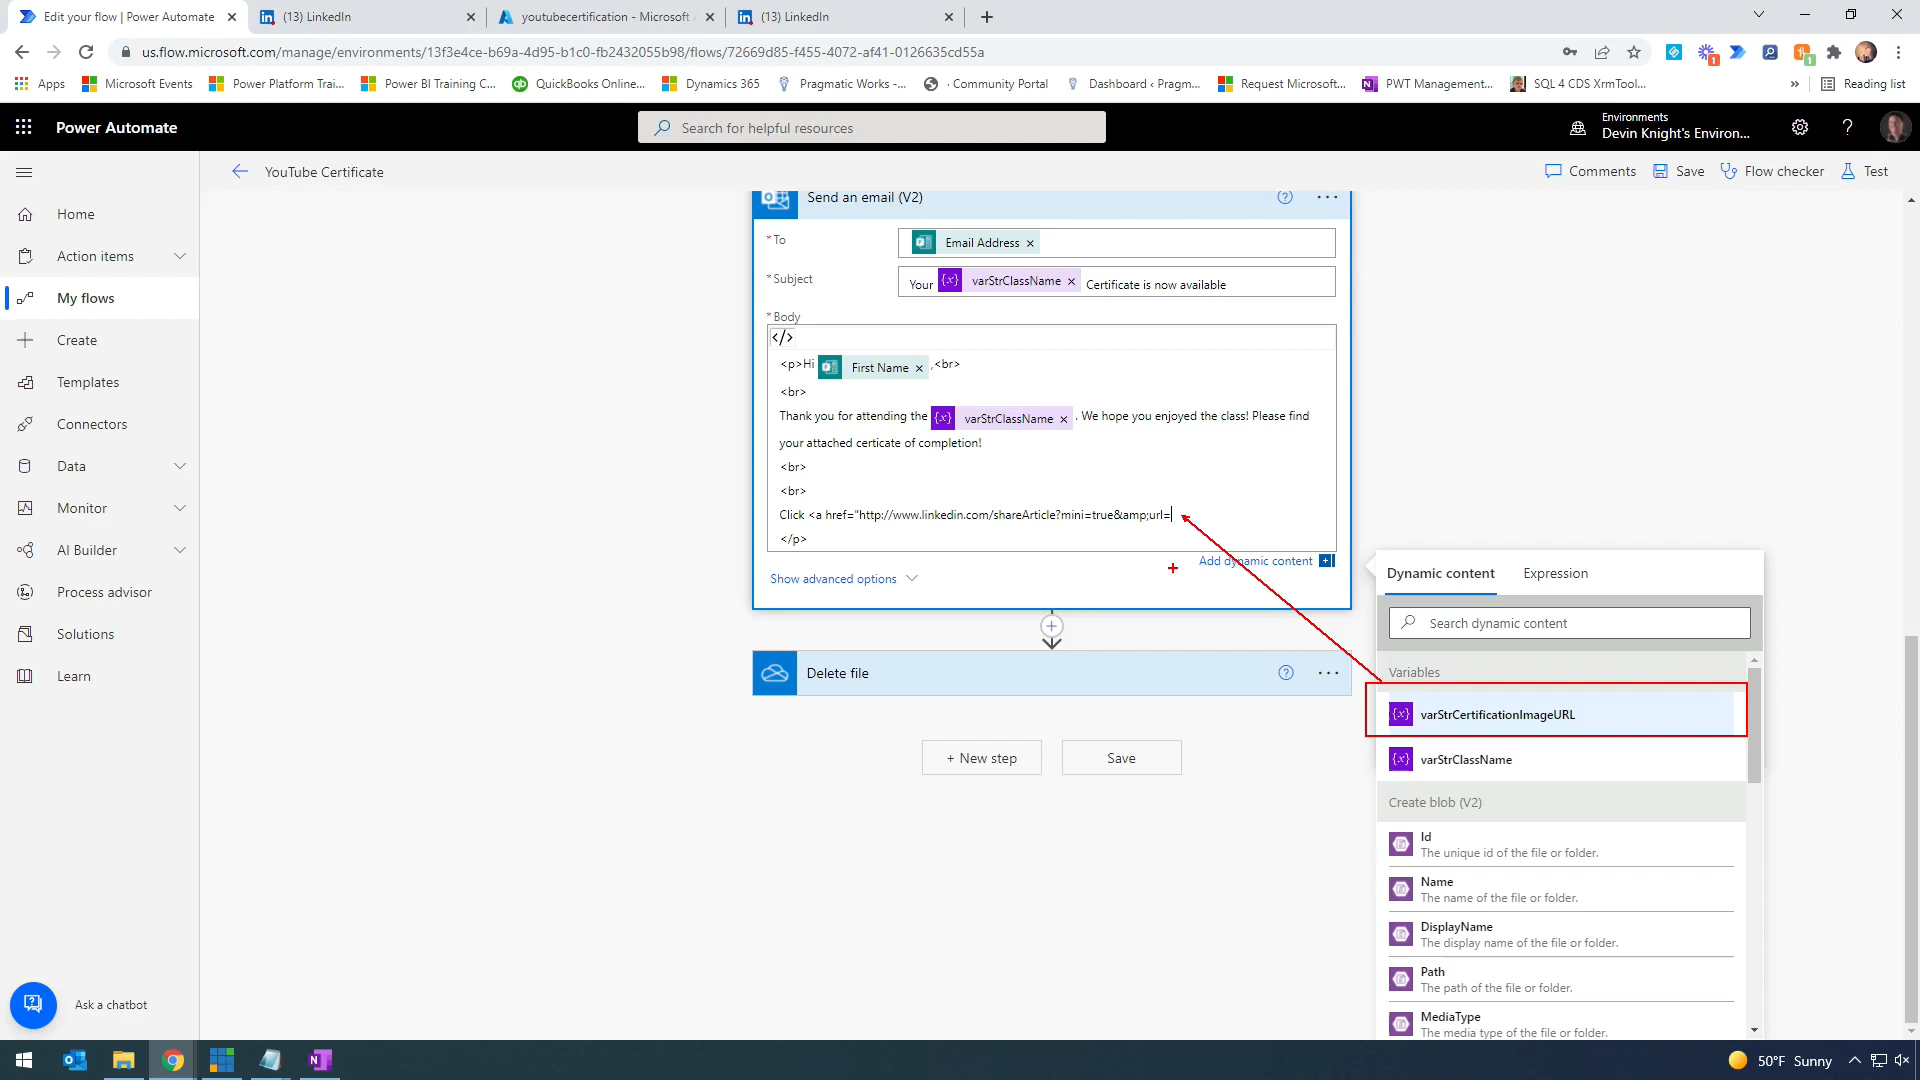 Edit your flow | Power Automate
(13) LinkedIn
youtubecertification - Microsoft
(13) LinkedIn
us.flow.microsoft.com/manage/environments/13f3e4ce-b69a-4d95-b1c0-fb2432055b98/flows/72669d85-f455-4072-af41-0126635cd55a
Apps
Microsoft Events
Power Platform Trai...
Power BI Training C...
QuickBooks Online...
Dynamics 365
Pragmatic Works -...
· Community Portal
Dashboard ‹ Pragm...
Request Microsoft...
PWT Management...
SQL 4 CDS XrmTool...
»
Reading list
Power Automate
Search for helpful resources
Environments
Devin Knight's Environ...
YouTube Certificate
Comments
Save
Flow checker
Test
Home
Action items
My flows
Create
Templates
Connectors
Data
Monitor
AI Builder
Process advisor
Solutions
Learn
Ask a chatbot
Send an email (V2)
* To
Email Address ×
* Subject
Your varStrClassName × Certificate is now available
* Body
</>
<p>Hi First Name × ,<br>
<br>
Thank you for attending the varStrClassName × . We hope you enjoyed the class! Please find
your attached certicate of completion!
<br>
<br>
Click <a href="http://www.linkedin.com/shareArticle?mini=true&amp;url=
</p>
Add dynamic content
Show advanced options
Delete file
+ New step
Save
Dynamic content
Expression
Search dynamic content
Variables
varStrCertificationImageURL
varStrClassName
Create blob (V2)
Id
The unique id of the file or folder.
Name
The name of the file or folder.
DisplayName
The display name of the file or folder.
Path
The path of the file or folder.
MediaType
The media type of the file or folder.
50°F Sunny